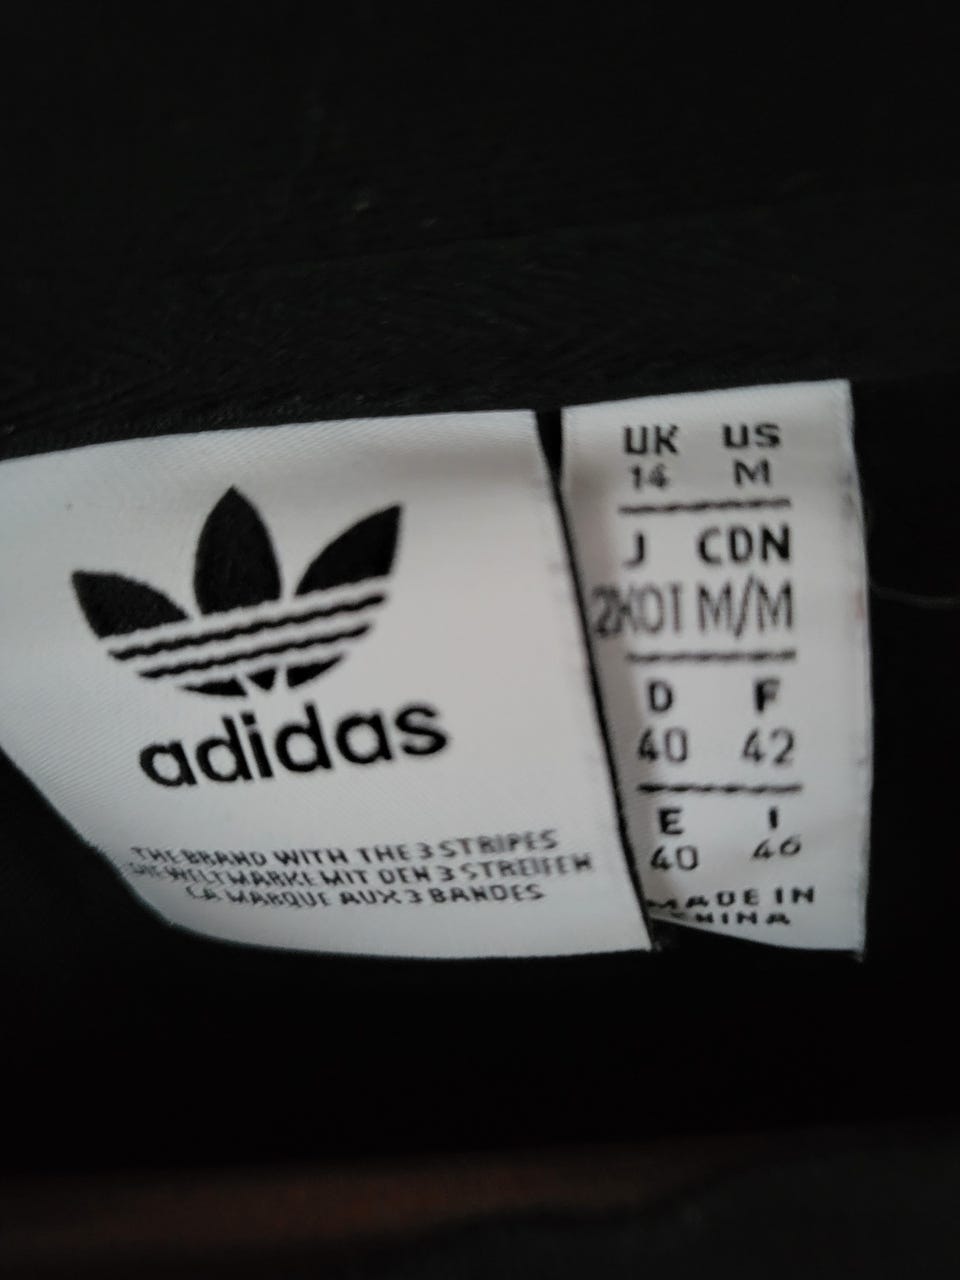 adidas
THE BRAND WITH THE 3 STRIPES
DIE WELTMARKE MIT DEN 3 STREIFEN
LA MARQUE AUX 3 BANDES
UK US
14 M
J CDN
M/M
D F
40 42
E I
40 46
MADE IN
CHINA